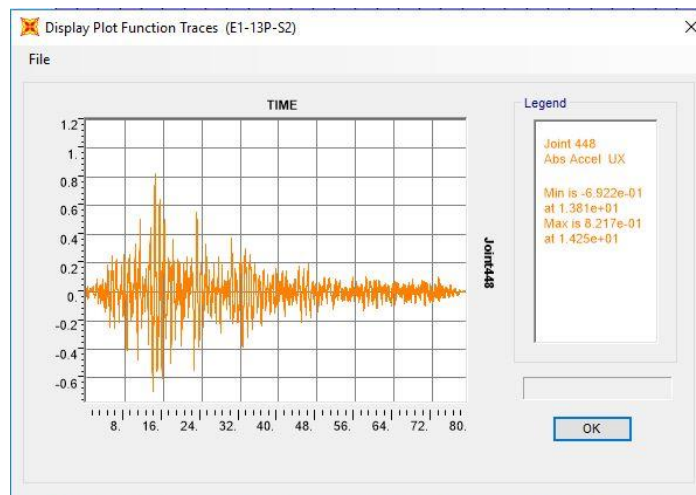 Display Plot Function Traces (E1-13P-S2)
File
TIME
1.2
1.
0.8
0.6
0.4
0.2
0.
-0.2
-0.4
-0.6
8. 16. 24. 32. 40. 48. 56. 64. 72. 80.
Joint448
Legend
Joint 448
Abs Accel UX
Min is -6.922e-01
at 1.381e+01
Max is 8.217e-01
at 1.425e+01
OK